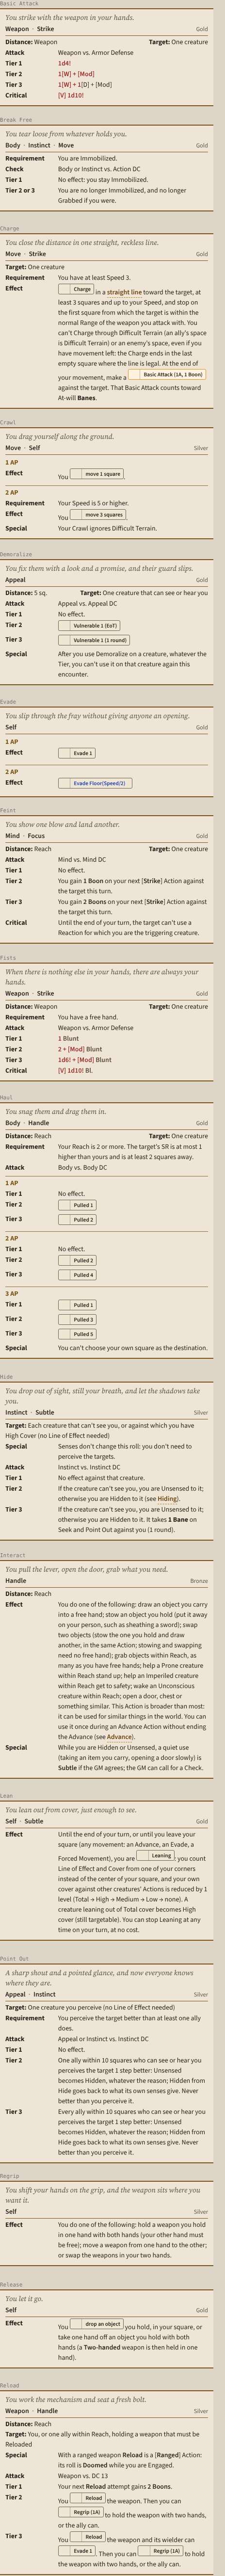 Basic Attack
You strike with the weapon in your hands.
Weapon · Strike Gold
Distance: Weapon Target: One creature
Attack Weapon vs. Armor Defense
Tier 1 1d4!
Tier 2 1[W] + [Mod]
Tier 3 1[W] + 1[D] + [Mod]
Critical [V] 1d10!
Break Free
You tear loose from whatever holds you.
Body · Instinct · Move Gold
Requirement You are Immobilized.
Check Body or Instinct vs. Action DC
Tier 1 No effect: you stay Immobilized.
Tier 2 or 3 You are no longer Immobilized, and no longer
Grabbed if you were.
Charge
You close the distance in one straight, reckless line.
Move · Strike Gold
Target: One creature
Requirement You have at least Speed 3.
Effect Charge in a straight line toward the target, at
least 3 squares and up to your Speed, and stop on
the first square from which the target is within the
normal Range of the weapon you attack with. You
can't Charge through Difficult Terrain (an ally's space
is Difficult Terrain) or an enemy's space, even if you
have movement left: the Charge ends in the last
empty square where the line is legal. At the end of
your movement, make a Basic Attack (1A, 1 Boon)
against the target. That Basic Attack counts toward
At-will Banes.
Crawl
You drag yourself along the ground.
Move · Self Silver
1 AP
Effect You move 1 square
2 AP
Requirement Your Speed is 5 or higher.
Effect You move 3 squares
Special Your Crawl ignores Difficult Terrain.
Demoralize
You fix them with a look and a promise, and their guard slips.
Appeal Silver
Distance: 5 sq. Target: One creature that can see or hear you
Attack Appeal vs. Appeal DC
Tier 1 No effect.
Tier 2 Vulnerable 1 (EoT)
Tier 3 Vulnerable 1 (1 round)
Special After you use Demoralize on a creature, whatever the
Tier, you can't use it on that creature again this
encounter.
Evade
You slip through the fray without giving anyone an opening.
Self Gold
1 AP
Effect Evade 1
2 AP
Effect Evade Floor(Speed/2)
Feint
You show one blow and land another.
Mind · Focus Gold
Distance: Reach Target: One creature
Attack Mind vs. Mind DC
Tier 1 No effect.
Tier 2 You gain 1 Boon on your next [Strike] Action against
the target this turn.
Tier 3 You gain 2 Boons on your next [Strike] Action against
the target this turn.
Critical Until the end of your turn, the target can't use a
Reaction for which you are the triggering creature.
Fists
When there is nothing else in your hands, there are always your
hands.
Weapon · Strike Gold
Distance: Weapon Target: One creature
Requirement You have a free hand.
Attack Weapon vs. Armor Defense
Tier 1 1 Blunt
Tier 2 2 + [Mod] Blunt
Tier 3 1d6! + [Mod] Blunt
Critical [V] 1d10! Bl.
Haul
You snag them and drag them in.
Body · Handle Gold
Distance: Reach Target: One creature
Requirement Your Reach is 2 or more. The target's SR is at most 1
higher than yours and is at least 2 squares away.
Attack Body vs. Body DC
1 AP
Tier 1 No effect.
Tier 2 Pulled 1
Tier 3 Pulled 2
2 AP
Tier 1 No effect.
Tier 2 Pulled 2
Tier 3 Pulled 4
3 AP
Tier 1 Pulled 1
Tier 2 Pulled 3
Tier 3 Pulled 5
Special You can't choose your own square as the destination.
Hide
You drop out of sight, still your breath, and let the shadows take
you.
Instinct · Subtle Silver
Target: Each creature that can't see you, or against which you have
High Cover (no Line of Effect needed)
Special Senses don't change this roll: you don't need to
perceive the targets.
Attack Instinct vs. Instinct DC
Tier 1 No effect against that creature.
Tier 2 If the creature can't see you, you are Unsensed to it;
otherwise you are Hidden to it (see Hiding).
Tier 3 If the creature can't see you, you are Unsensed to it;
otherwise you are Hidden to it. It takes 1 Bane on
Seek and Point Out against you (1 round).
Interact
You pull the lever, open the door, grab what you need.
Handle Bronze
Distance: Reach
Effect You do one of the following: draw an object you carry
into a free hand; stow an object you hold (put it away
on your person, such as sheathing a sword); swap
two objects (stow the one you hold and draw
another, in the same Action; stowing and swapping
need no free hand); grab objects within Reach, as
many as you have free hands; help a Prone creature
within Reach stand up; help an Imperiled creature
within Reach get to safety; wake an Unconscious
creature within Reach; open a door, chest or
something similar. This Action is broader than most:
it can be used for similar things in the world. You can
use it once during an Advance Action without ending
the Advance (see Advance).
Special While you are Hidden or Unsensed, a quiet use
(taking an item you carry, opening a door slowly) is
Subtle if the GM agrees; the GM can call for a Check.
Lean
You lean out from cover, just enough to see.
Self · Subtle Gold
Effect Until the end of your turn, or until you leave your
square (any movement: an Advance, an Evade, a
Forced Movement), you are Leaning : you count
Line of Effect and Cover from one of your corners
instead of the center of your square, and your own
cover against other creatures' Actions is reduced by 1
level (Total → High → Medium → Low → none). A
creature leaning out of Total cover becomes High
cover (still targetable). You can stop Leaning at any
time on your turn, at no cost.
Point Out
A sharp shout and a pointed glance, and now everyone knows
where they are.
Appeal · Instinct Silver
Target: One creature you perceive (no Line of Effect needed)
Requirement You perceive the target better than at least one ally
does.
Attack Appeal or Instinct vs. Instinct DC
Tier 1 No effect.
Tier 2 One ally within 10 squares who can see or hear you
perceives the target 1 step better: Unsensed
becomes Hidden, whatever the reason; Hidden from
Hide goes back to what its own senses give. Never
better than you perceive it.
Tier 3 Every ally within 10 squares who can see or hear you
perceives the target 1 step better: Unsensed
becomes Hidden, whatever the reason; Hidden from
Hide goes back to what its own senses give. Never
better than you perceive it.
Regrip
You shift your hands on the grip, and the weapon sits where you
want it.
Self Silver
Effect You do one of the following: hold a weapon you hold
in one hand with both hands (your other hand must
be free); move a weapon from one hand to the other;
or swap the weapons in your two hands.
Release
You let it go.
Self Gold
Effect You drop an object you hold, in your square, or
take one hand off an object you hold with both
hands (a Two-handed weapon is then held in one
hand).
Reload
You work the mechanism and seat a fresh bolt.
Weapon · Handle Silver
Distance: Reach
Target: You, or one ally within Reach, holding a weapon that must be
Reloaded
Special With a ranged weapon Reload is a [Ranged] Action:
its roll is Doomed while you are Engaged.
Attack Weapon vs. DC 13
Tier 1 Your next Reload attempt gains 2 Boons.
Tier 2 You Reload the weapon. Then you can
Regrip (1A) to hold the weapon with two hands,
or the ally can.
Tier 3 You Reload the weapon and its wielder can
Evade 1 . Then you can Regrip (1A) to hold
the weapon with two hands, or the ally can.